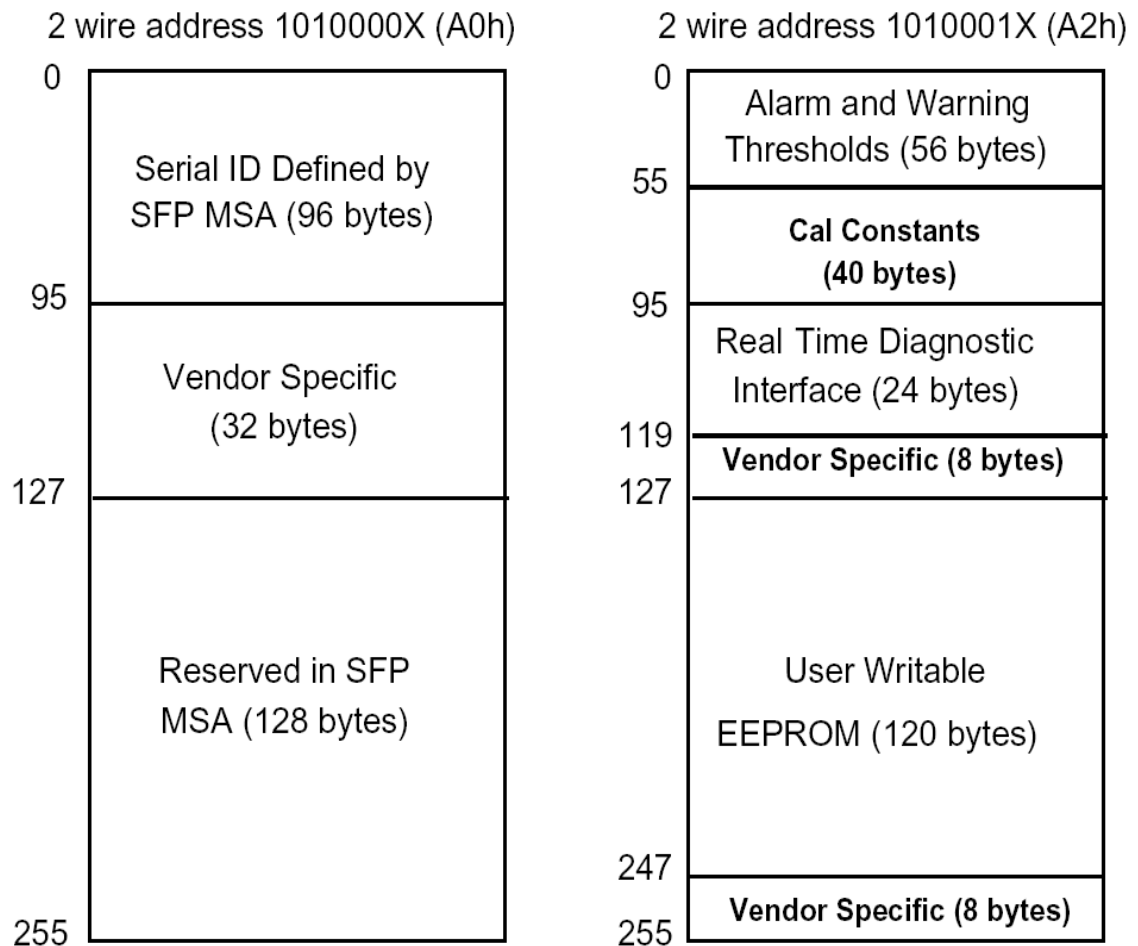 2 wire address 1010000X (A0h)
0
Serial ID Defined by
SFP MSA (96 bytes)
95
Vendor Specific
(32 bytes)
127
Reserved in SFP
MSA (128 bytes)
255
2 wire address 1010001X (A2h)
0
Alarm and Warning
Thresholds (56 bytes)
55
Cal Constants
(40 bytes)
95
Real Time Diagnostic
Interface (24 bytes)
119
Vendor Specific (8 bytes)
127
User Writable
EEPROM (120 bytes)
247
Vendor Specific (8 bytes)
255